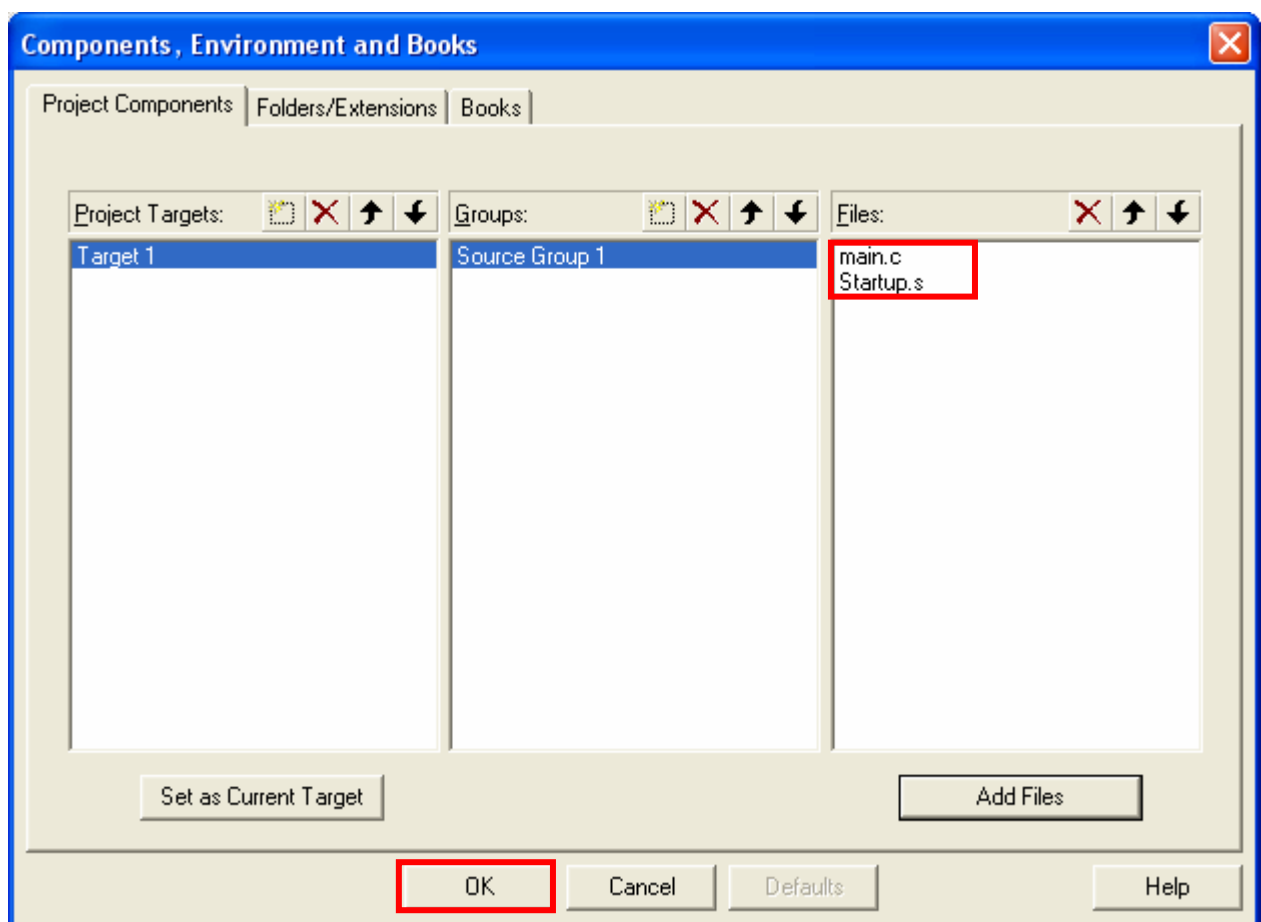 Components, Environment and Books
Project Components Folders/Extensions Books
Project Targets: Groups: Files:
Target 1 Source Group 1 main.c
Startup.s
Set as Current Target Add Files
OK Cancel Defaults Help